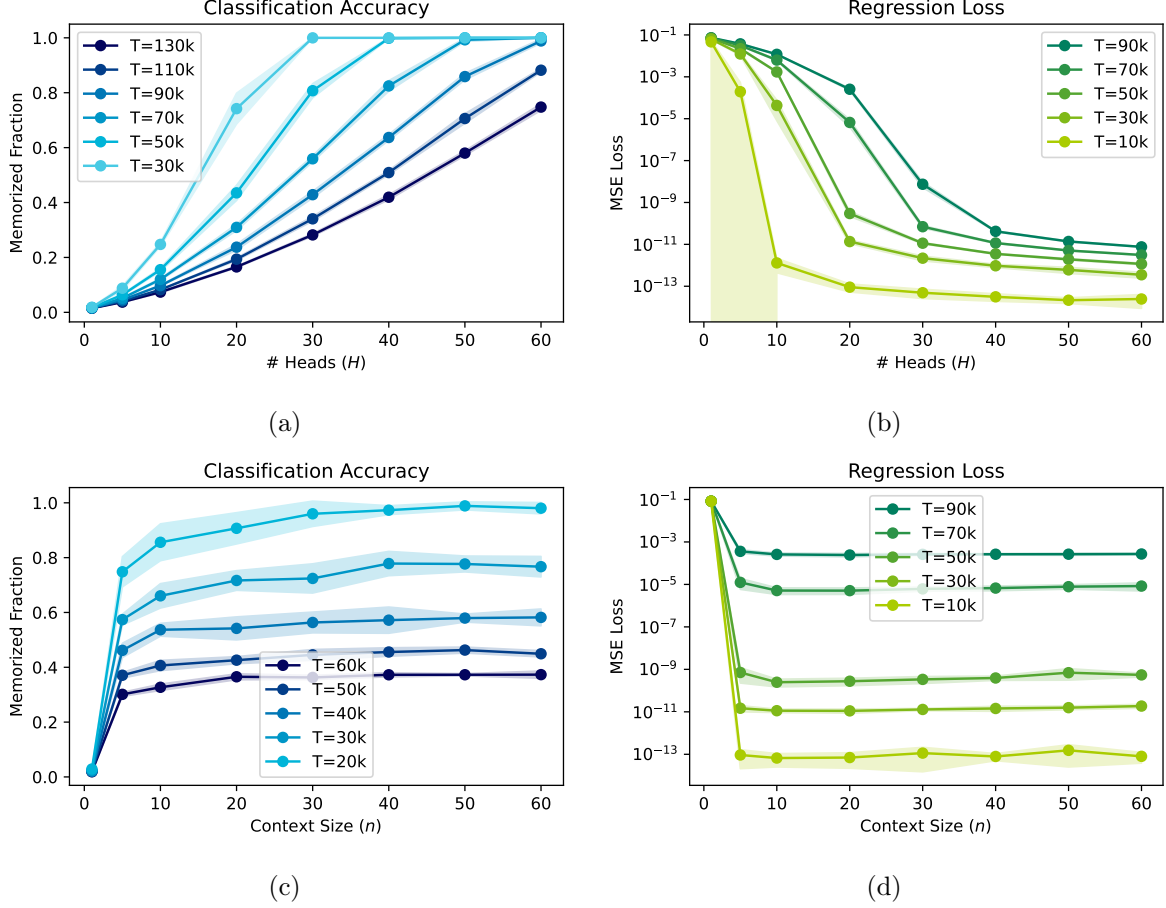 Classification Accuracy
Memorized Fraction
1.0
0.8
0.6
0.4
0.2
0.0
T=130k
T=110k
T=90k
T=70k
T=50k
T=30k
0 10 20 30 40 50 60
# Heads (H)
(a)
Regression Loss
MSE Loss
10⁻¹
10⁻³
10⁻⁵
10⁻⁷
10⁻⁹
10⁻¹¹
10⁻¹³
T=90k
T=70k
T=50k
T=30k
T=10k
0 10 20 30 40 50 60
# Heads (H)
(b)
Classification Accuracy
Memorized Fraction
1.0
0.8
0.6
0.4
0.2
0.0
T=60k
T=50k
T=40k
T=30k
T=20k
0 10 20 30 40 50 60
Context Size (n)
(c)
Regression Loss
MSE Loss
10⁻¹
10⁻³
10⁻⁵
10⁻⁷
10⁻⁹
10⁻¹¹
10⁻¹³
T=90k
T=70k
T=50k
T=30k
T=10k
0 10 20 30 40 50 60
Context Size (n)
(d)